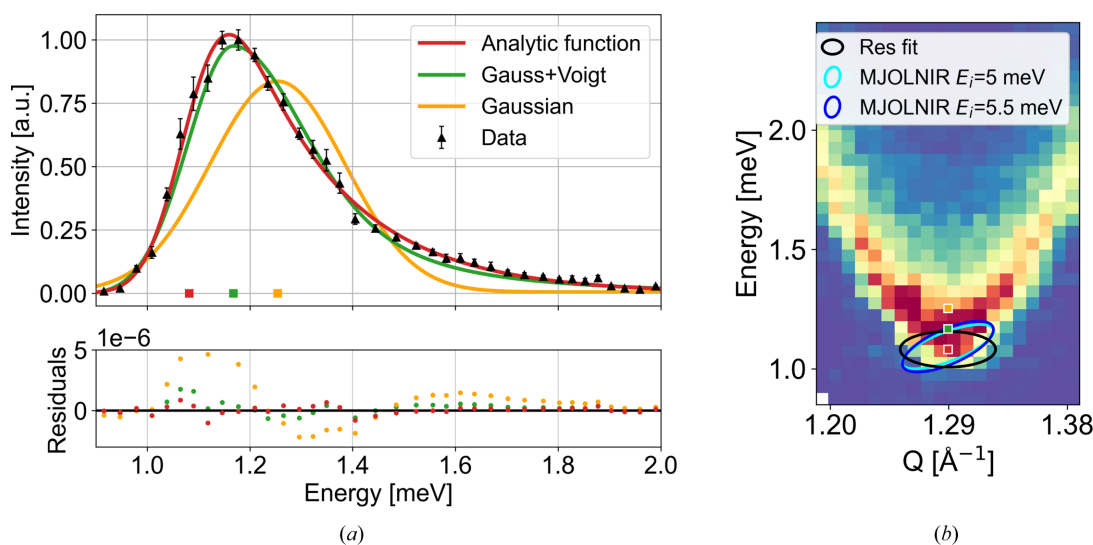 Intensity [a.u.]
1.00
0.75
0.50
0.25
0.00
Analytic function
Gauss+Voigt
Gaussian
Data
1e−6
Residuals
5
0
1.0 1.2 1.4 1.6 1.8 2.0
Energy [meV]
(a)
Res fit
MJOLNIR Ei=5 meV
MJOLNIR Ei=5.5 meV
Energy [meV]
2.0
1.5
1.0
1.20 1.29 1.38
Q [Å−1]
(b)